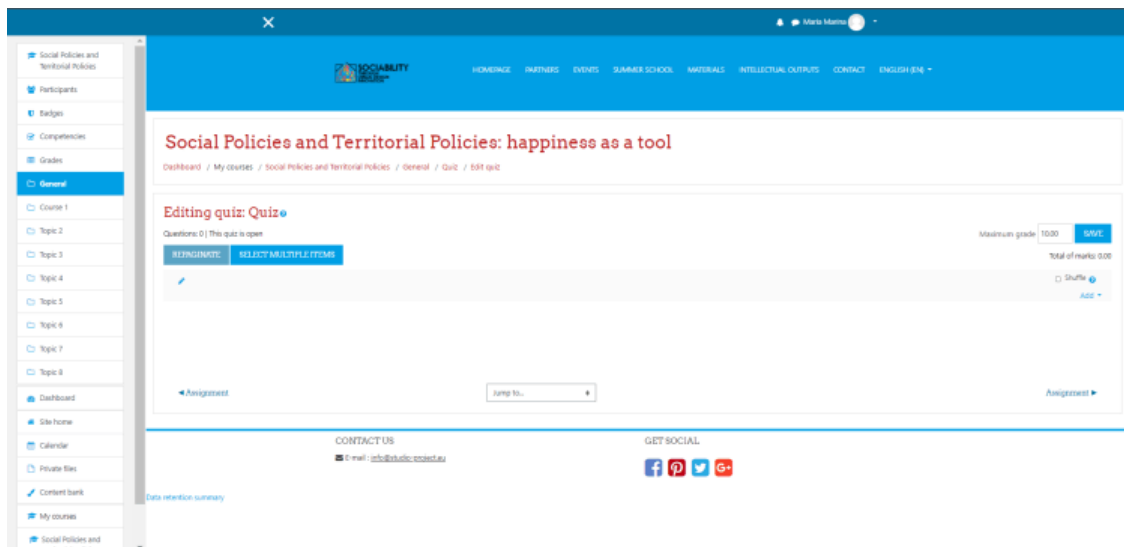 Maria Marina
Social Policies and
Territorial Policies
Participants
Badges
Competencies
Grades
General
Course 1
Topic 2
Topic 3
Topic 4
Topic 5
Topic 6
Topic 7
Topic 8
Dashboard
Site home
Calendar
Private files
Content bank
My courses
Social Policies and
SOCIABILITY
HOMEPAGE PARTNERS EVENTS SUMMER SCHOOL MATERIALS INTELLECTUAL OUTPUTS CONTACT ENGLISH (EN)
Social Policies and Territorial Policies: happiness as a tool
Dashboard / My courses / Social Policies and Territorial Policies / General / Quiz / Edit quiz
Editing quiz: Quiz
Questions: 0 | This quiz is open
Maximum grade 10.00 SAVE
REPAGINATE SELECT MULTIPLE ITEMS
Total of marks: 0.00
Shuffle
Add
◄ Assignment
Jump to...
Assignment ►
CONTACT US
E-mail : info@studio-project.eu
GET SOCIAL
Data retention summary